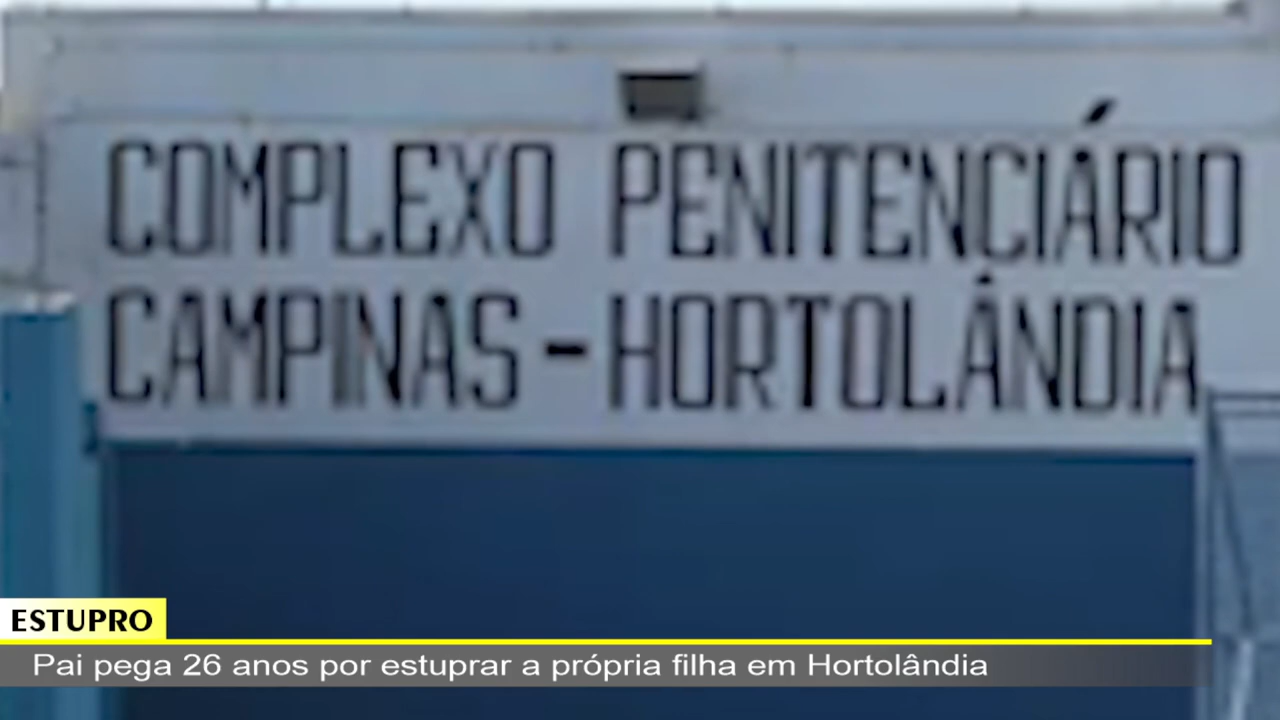 COMPLEXO PENITENCIÁRIO
CAMPINAS - HORTOLÂNDIA
ESTUPRO
Pai pega 26 anos por estuprar a própria filha em Hortolândia